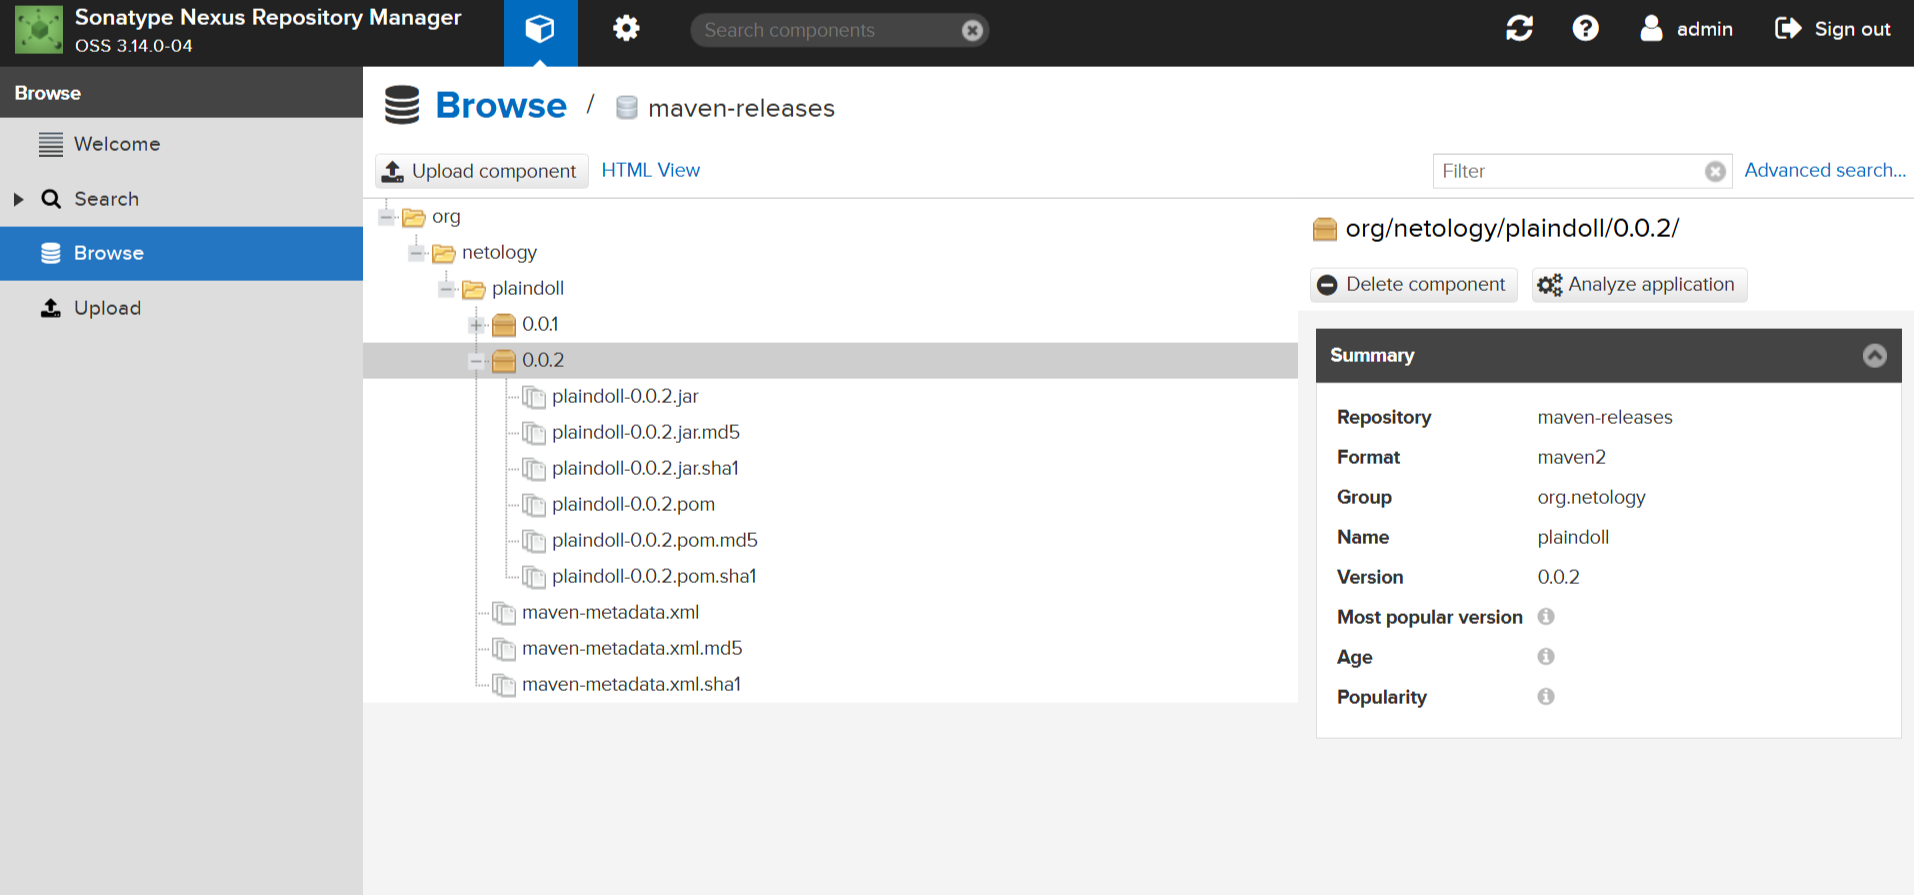 Sonatype Nexus Repository Manager
OSS 3.14.0-04
Search components
admin
Sign out
Browse
Welcome
Search
Browse
Upload
Browse / maven-releases
Upload component
HTML View
Filter
Advanced search...
org
netology
plaindoll
0.0.1
0.0.2
plaindoll-0.0.2.jar
plaindoll-0.0.2.jar.md5
plaindoll-0.0.2.jar.sha1
plaindoll-0.0.2.pom
plaindoll-0.0.2.pom.md5
plaindoll-0.0.2.pom.sha1
maven-metadata.xml
maven-metadata.xml.md5
maven-metadata.xml.sha1
org/netology/plaindoll/0.0.2/
Delete component
Analyze application
Summary
Repository maven-releases
Format maven2
Group org.netology
Name plaindoll
Version 0.0.2
Most popular version
Age
Popularity